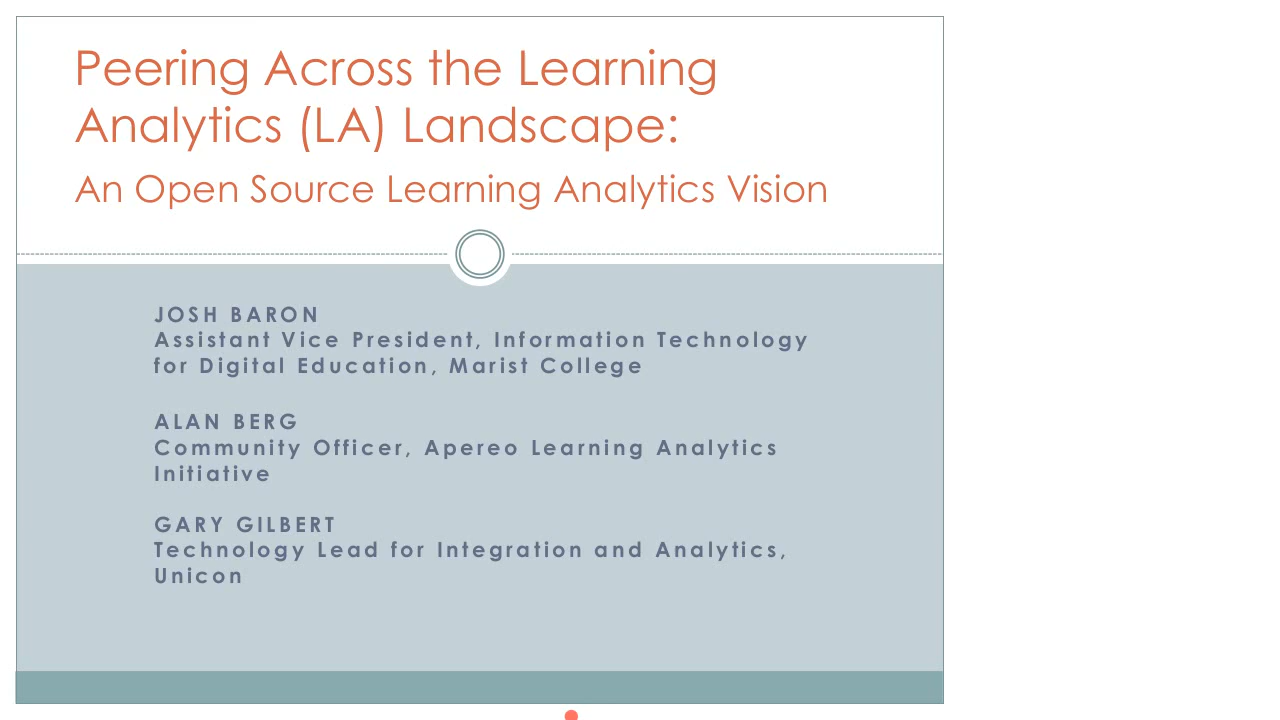 Peering Across the Learning
Analytics (LA) Landscape:
An Open Source Learning Analytics Vision
JOSH BARON
Assistant Vice President, Information Technology
for Digital Education, Marist College
ALAN BERG
Community Officer, Apereo Learning Analytics
Initiative
GARY GILBERT
Technology Lead for Integration and Analytics,
Unicon